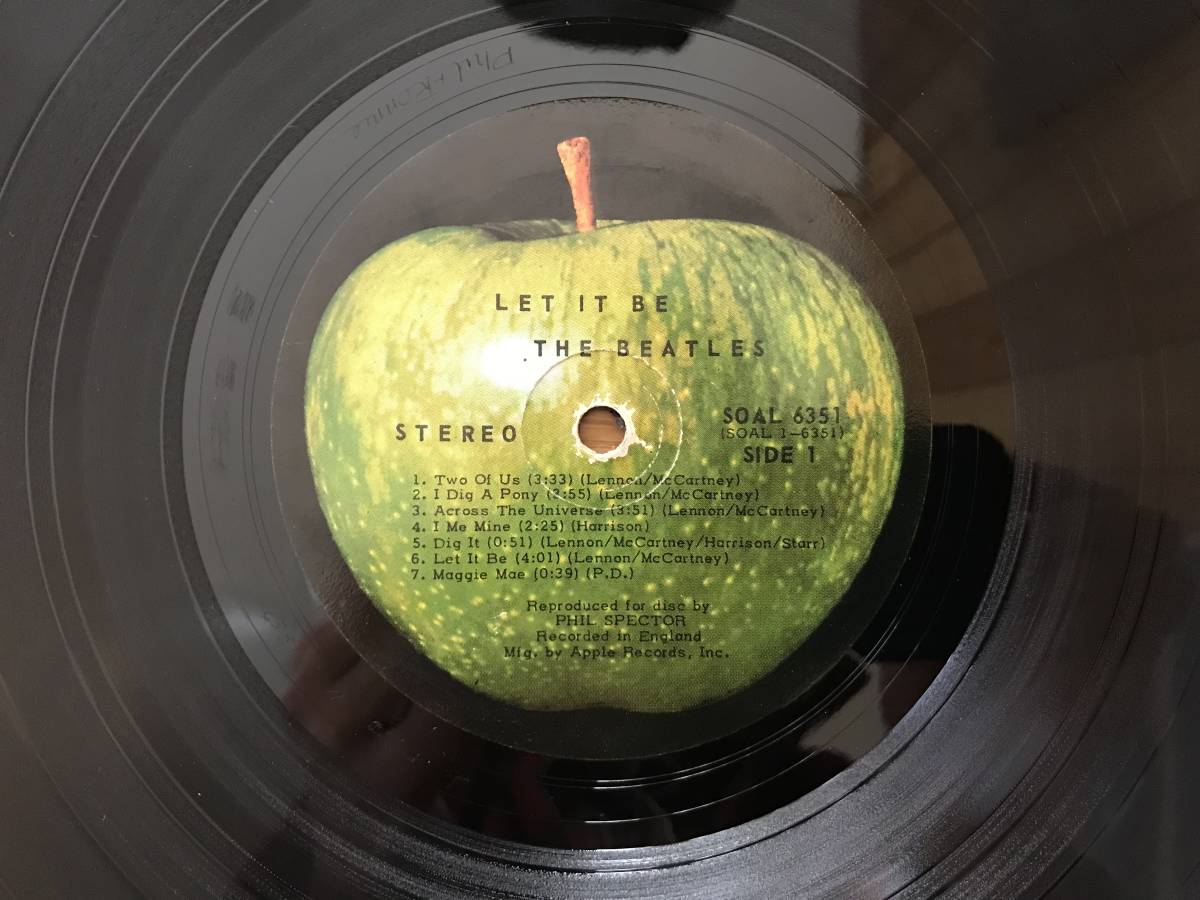 Phil + Ronnie
LET IT BE
THE BEATLES
STEREO
SOAL 6351
(SOAL 1-6351)
SIDE 1
1. Two Of Us (3:33) (Lennon/McCartney)
2. I Dig A Pony (2:55) (Lennon/McCartney)
3. Across The Universe (3:51) (Lennon/McCartney)
4. I Me Mine (2:25) (Harrison)
5. Dig It (0:51) (Lennon/McCartney/Harrison/Starr)
6. Let It Be (4:01) (Lennon/McCartney)
7. Maggie Mae (0:39) (P.D.)
Reproduced for disc by
PHIL SPECTOR
Recorded in England
Mfg. by Apple Records, Inc.